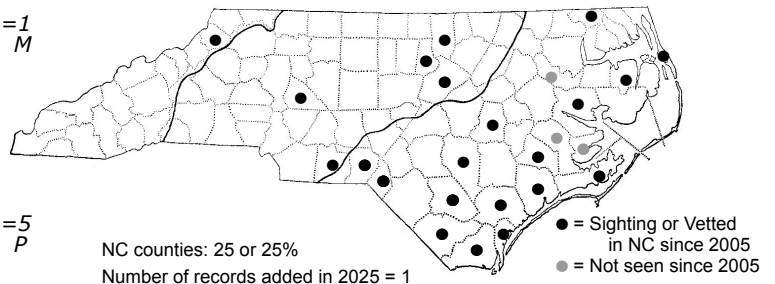 =1
M
=5
P
NC counties: 25 or 25%
Number of records added in 2025 = 1
= Sighting or Vetted
in NC since 2005
= Not seen since 2005